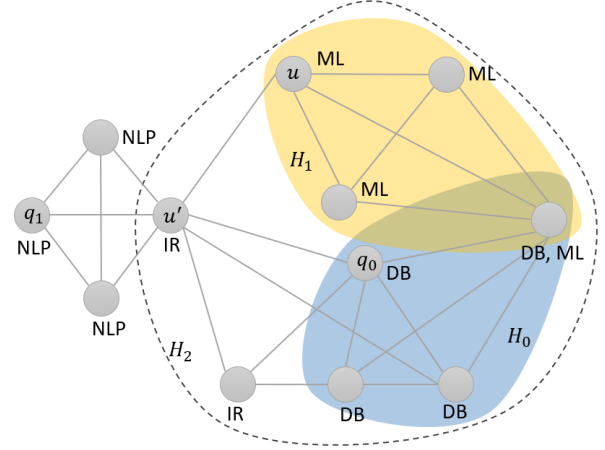 u ML
ML
NLP
H₁
ML
q₁
NLP
u′
IR
DB, ML
q₀
DB
NLP
H₂
H₀
IR
DB
DB